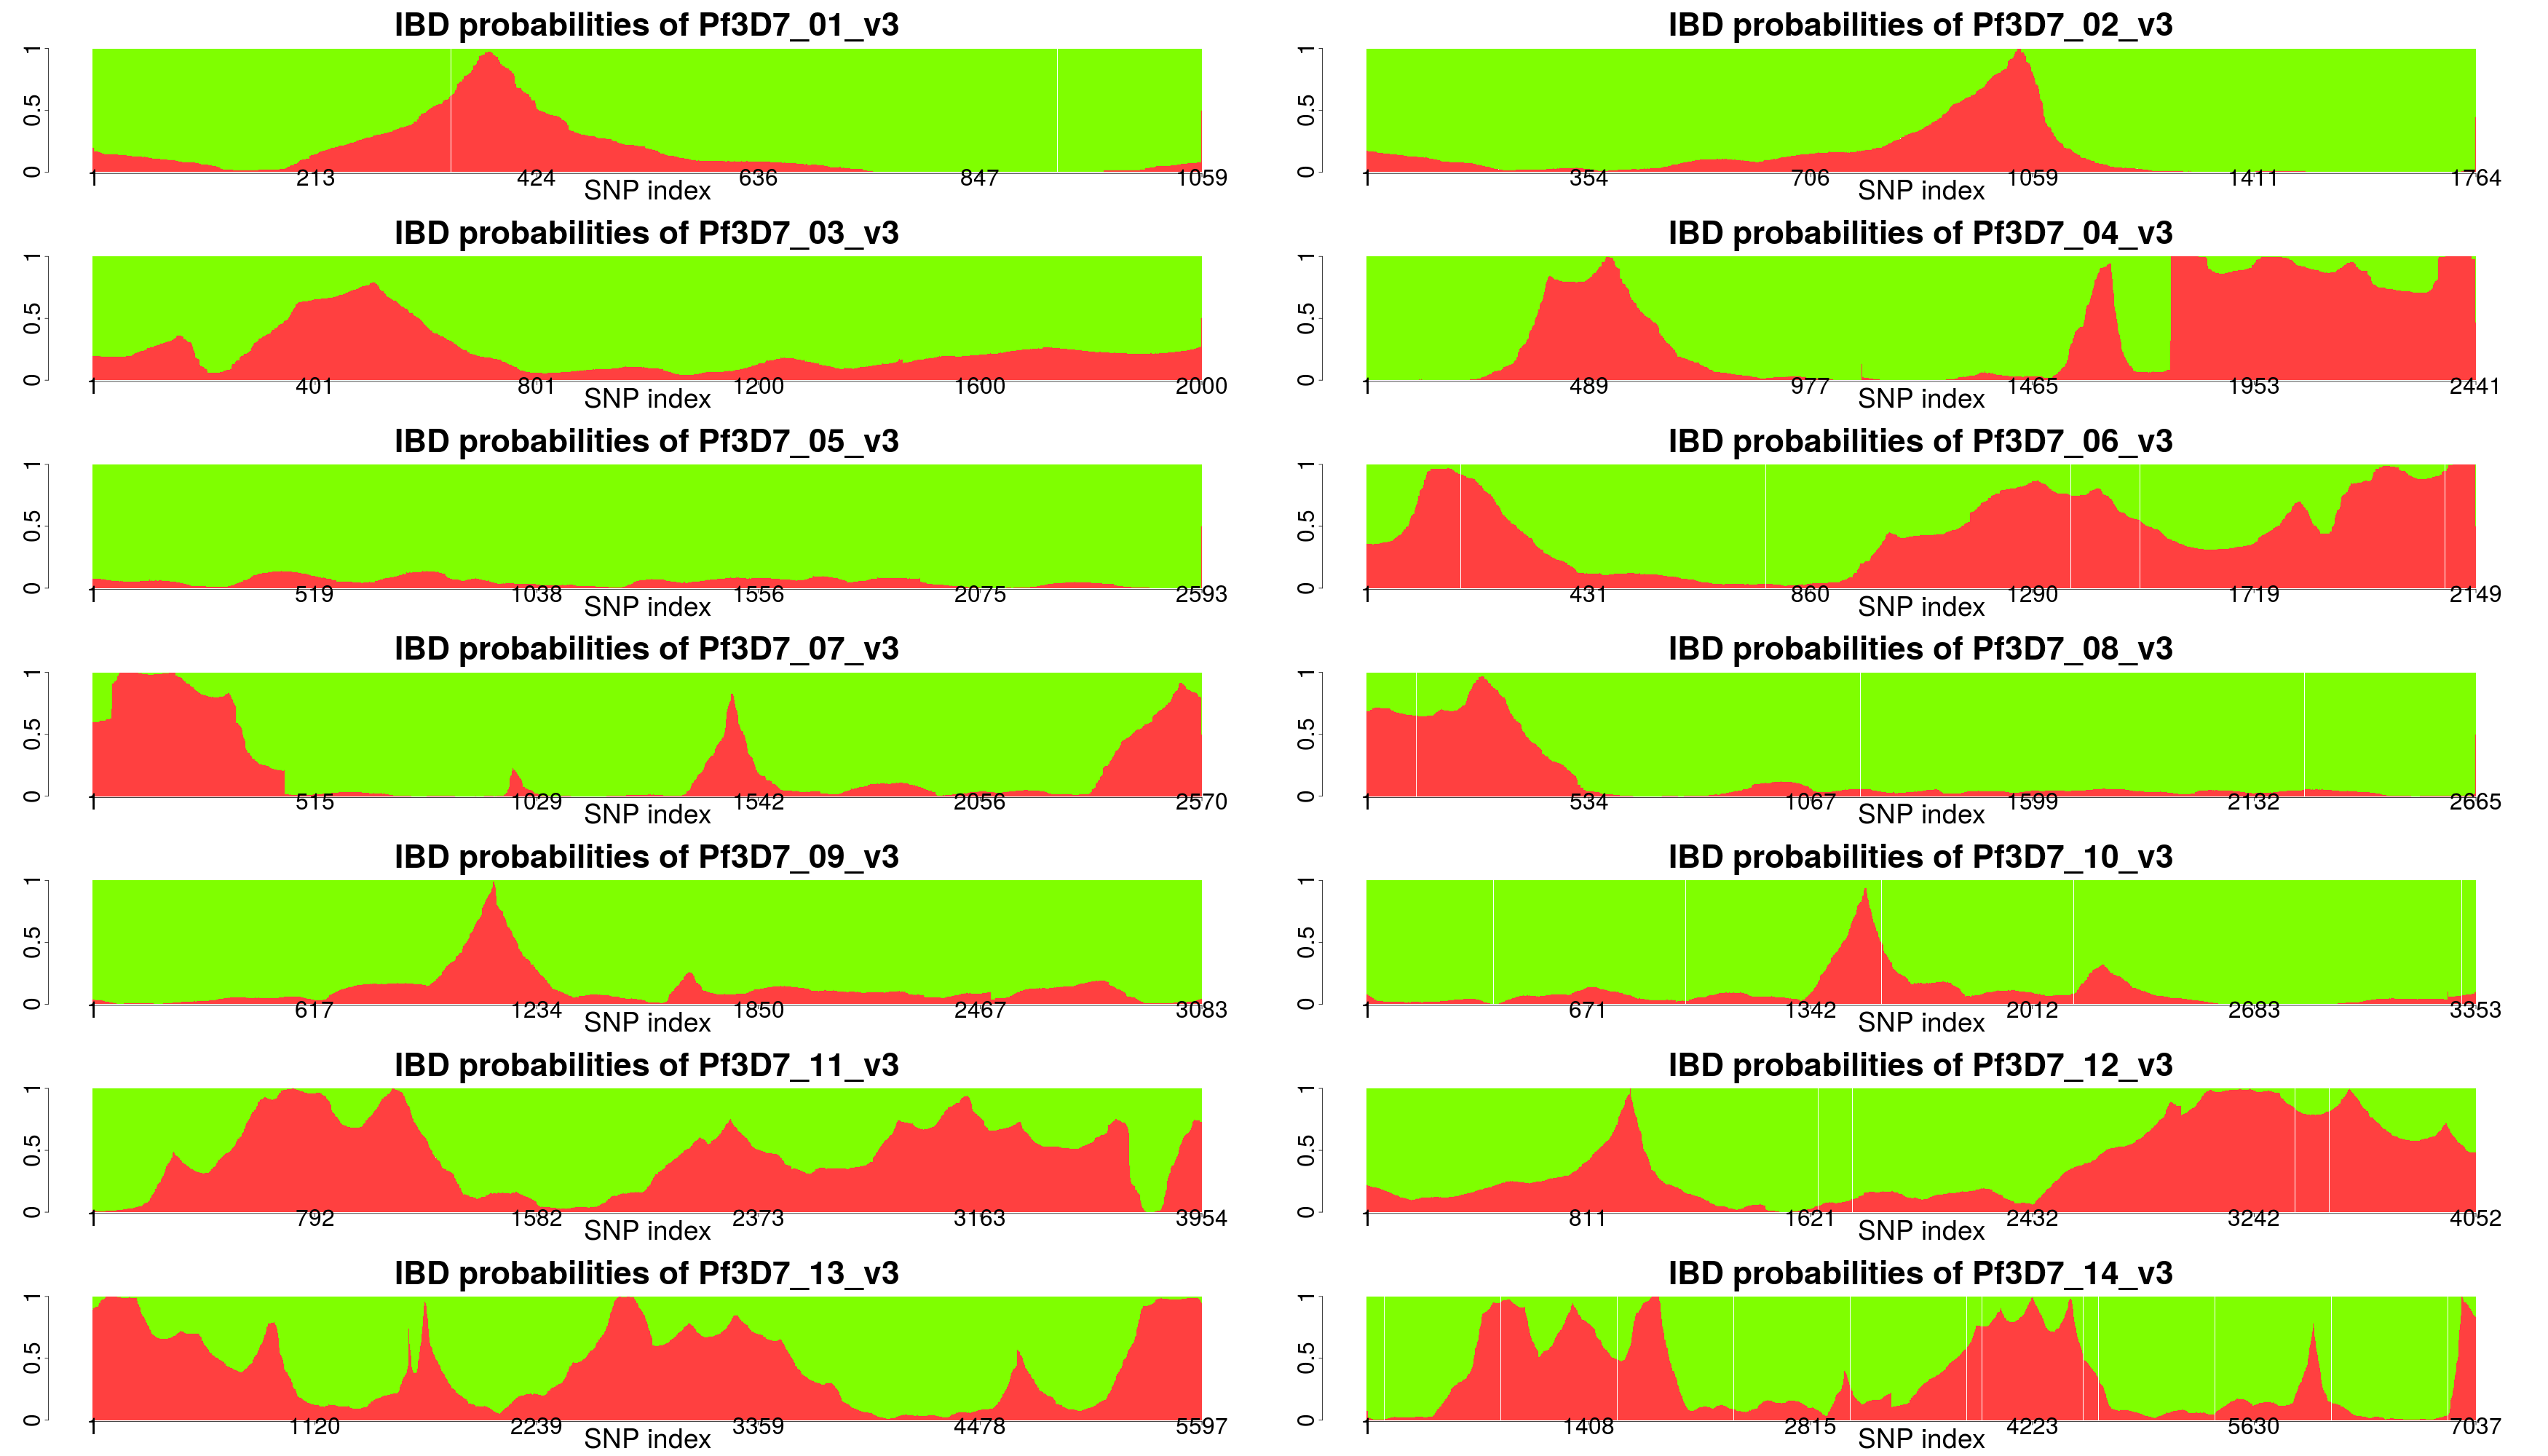 IBD probabilities of Pf3D7_01_v3
0 0.5 1
1 213 424 636 847 1059
SNP index
IBD probabilities of Pf3D7_02_v3
0 0.5 1
1 354 706 1059 1411 1764
SNP index
IBD probabilities of Pf3D7_03_v3
0 0.5 1
1 401 801 1200 1600 2000
SNP index
IBD probabilities of Pf3D7_04_v3
0 0.5 1
1 489 977 1465 1953 2441
SNP index
IBD probabilities of Pf3D7_05_v3
0 0.5 1
1 519 1038 1556 2075 2593
SNP index
IBD probabilities of Pf3D7_06_v3
0 0.5 1
1 431 860 1290 1719 2149
SNP index
IBD probabilities of Pf3D7_07_v3
0 0.5 1
1 515 1029 1542 2056 2570
SNP index
IBD probabilities of Pf3D7_08_v3
0 0.5 1
1 534 1067 1599 2132 2665
SNP index
IBD probabilities of Pf3D7_09_v3
0 0.5 1
1 617 1234 1850 2467 3083
SNP index
IBD probabilities of Pf3D7_10_v3
0 0.5 1
1 671 1342 2012 2683 3353
SNP index
IBD probabilities of Pf3D7_11_v3
0 0.5 1
1 792 1582 2373 3163 3954
SNP index
IBD probabilities of Pf3D7_12_v3
0 0.5 1
1 811 1621 2432 3242 4052
SNP index
IBD probabilities of Pf3D7_13_v3
0 0.5 1
1 1120 2239 3359 4478 5597
SNP index
IBD probabilities of Pf3D7_14_v3
0 0.5 1
1 1408 2815 4223 5630 7037
SNP index